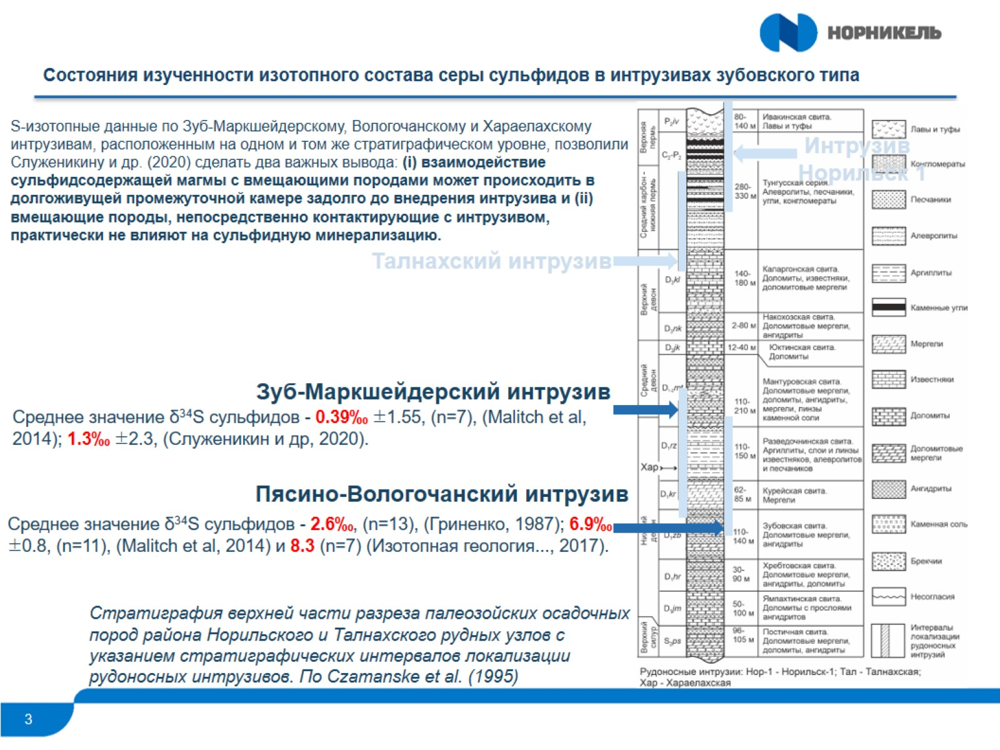 НОРНИКЕЛЬ
Состояния изученности изотопного состава серы сульфидов в интрузивах зубовского типа
S-изотопные данные по Зуб-Маркшейдерскому, Вологочанскому и Хараелахскому
интрузивам, расположенным на одном и том же стратиграфическом уровне, позволили
Служеникину и др. (2020) сделать два важных вывода: (i) взаимодействие
сульфидсодержащей магмы с вмещающими породами может происходить в
долгоживущей промежуточной камере задолго до внедрения интрузива и (ii)
вмещающие породы, непосредственно контактирующие с интрузивом,
практически не влияют на сульфидную минерализацию.
Талнахский интрузив
Зуб-Маркшейдерский интрузив
Среднее значение δ³⁴S сульфидов - 0.39‰ ±1.55, (n=7), (Malitch et al,
2014); 1.3‰ ±2.3, (Служеникин и др, 2020).
Пясино-Вологочанский интрузив
Среднее значение δ³⁴S сульфидов - 2.6‰, (n=13), (Гриненко, 1987); 6.9‰
±0.8, (n=11), (Malitch et al, 2014) и 8.3 (n=7) (Изотопная геология..., 2017).
Стратиграфия верхней части разреза палеозойских осадочных
пород района Норильского и Талнахского рудных узлов с
указанием стратиграфических интервалов локализации
рудоносных интрузивов. По Czamanske et al. (1995)
Интрузив
Норильск 1
Верхняя
пермь
Средний карбон -
нижняя пермь
Верхний
девон
Средний
девон
Хар
Верхний
силур
P₂iv
80-
140 м
Ивакинская свита.
Лавы и туфы
C₂-P₂
280-
330 м
Тунгусская серия.
Алевролиты, песчаники,
угли, конгломераты
D₃kl
140-
180 м
Каларгонская свита.
Доломиты, известняки,
доломитовые мергели
D₃nk
2-80 м
Накохозская свита.
Доломитовые мергели,
ангидриты
D₂jk
12-40 м
Юктинская свита.
Доломиты
D₁₋₂mt
110-
210 м
Мантуровская свита.
Доломитовые мергели,
доломиты, ангидриты,
мергели, линзы
каменной соли
D₁rz
110-
150 м
Разведочнинская свита.
Аргиллиты, слои и линзы
известняков, алевролитов
и песчаников
D₁kr
62-
85 м
Курейская свита.
Мергели
D₁zb
110-
140 м
Зубовская свита.
Доломитовые мергели,
ангидриты
D₁hr
30-
90 м
Хребтовская свита.
Доломитовые мергели,
ангидриты, доломиты
50-
100 м
Ямпахтинская свита.
Доломиты с прослоями
ангидритов
S₂ps
96-
105 м
Постичная свита.
Доломитовые мергели,
доломиты, ангидриты
Лавы и туфы
Конгломераты
Песчаники
Алевролиты
Аргиллиты
Каменные угли
Мергели
Известняки
Доломиты
Доломитовые
мергели
Ангидриты
Каменная соль
Брекчии
Несогласия
Интервалы
локализации
рудоносных
интрузий
Рудоносные интрузии: Нор-1 - Норильск-1; Тал - Талнахская;
Хар - Хараелахская
3